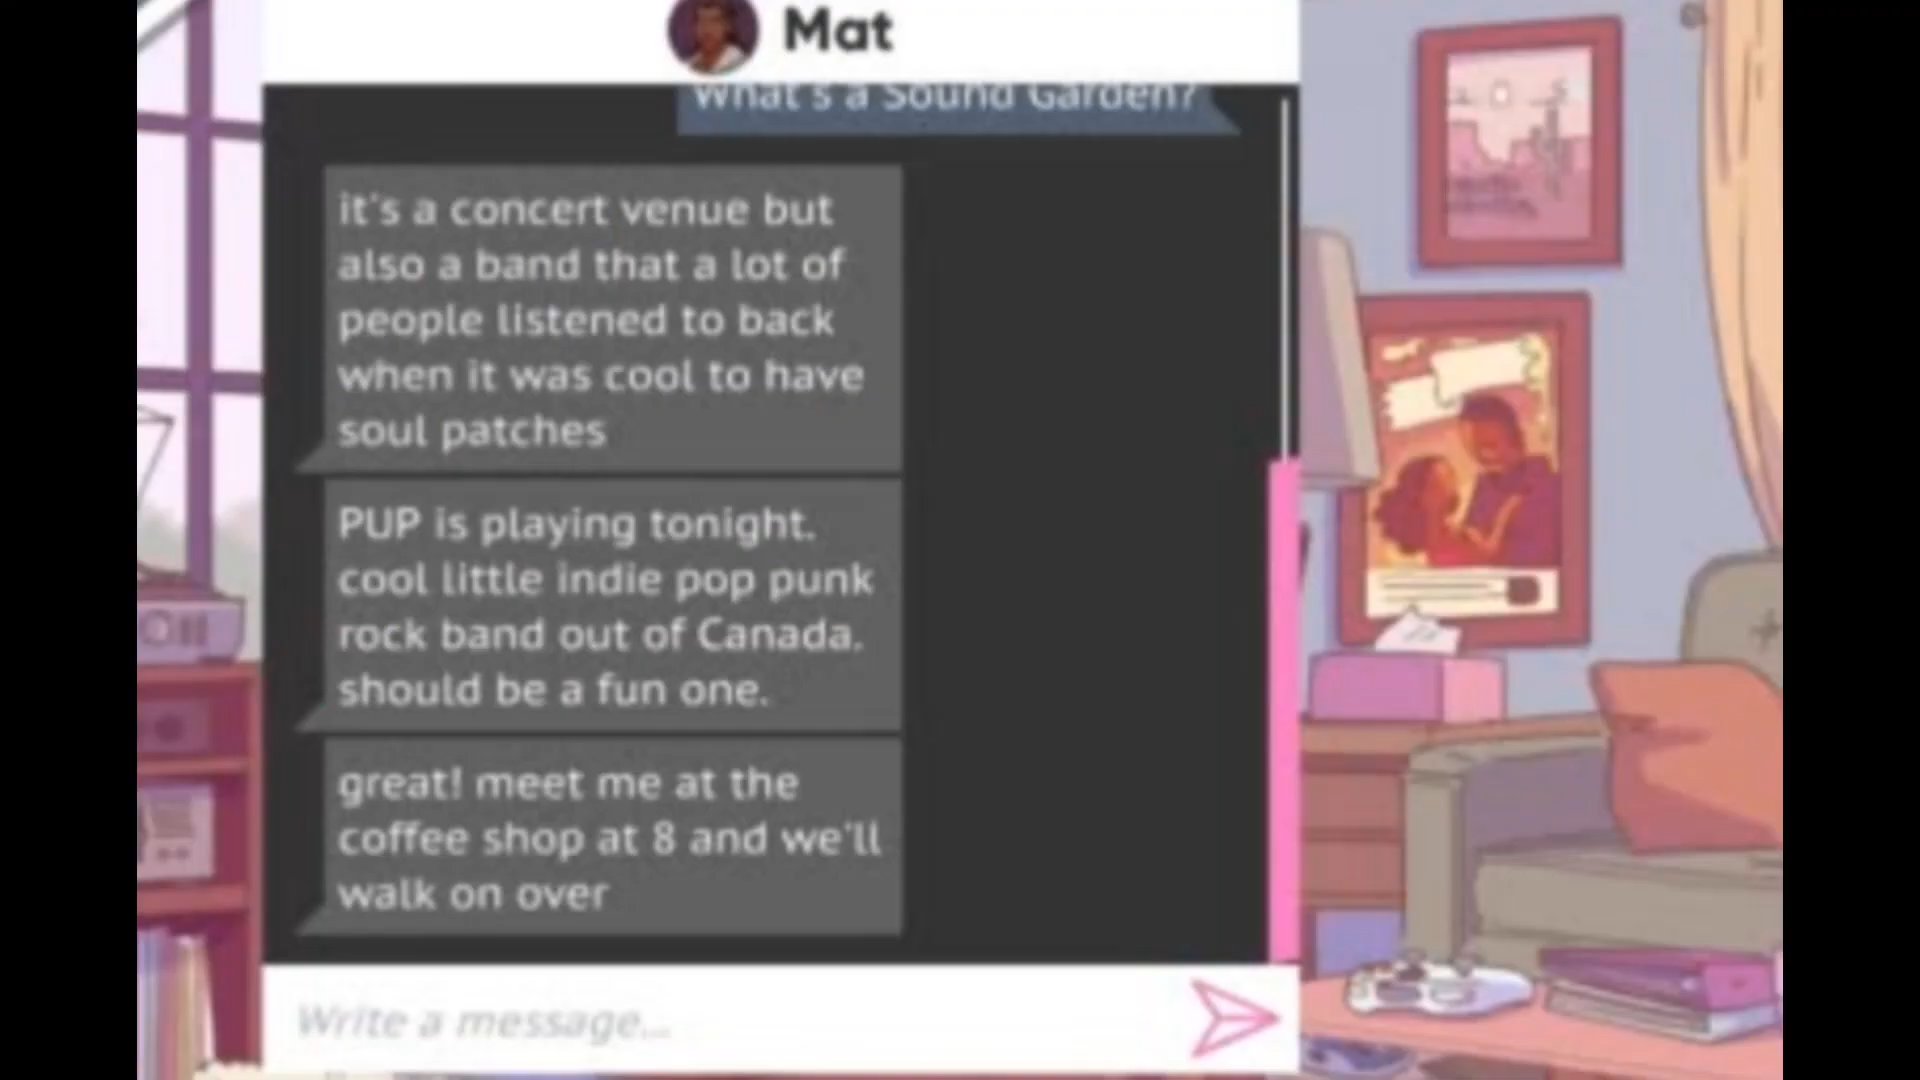 Mat
What's a Sound Garden?
it's a concert venue but
also a band that a lot of
people listened to back
when it was cool to have
soul patches
PUP is playing tonight.
cool little indie pop punk
rock band out of Canada.
should be a fun one.
great! meet me at the
coffee shop at 8 and we'll
walk on over
Write a message...